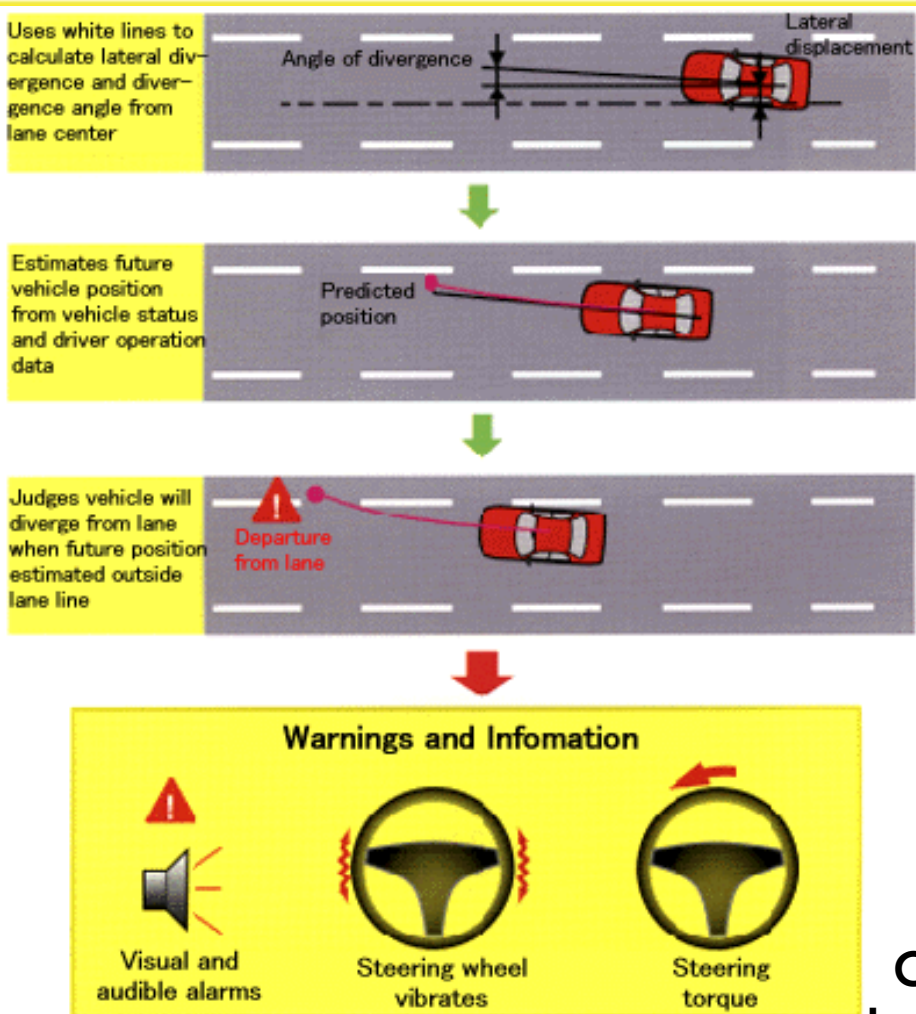 Uses white lines to
calculate lateral div-
ergence and diver-
gence angle from
lane center
Angle of divergence
Lateral
displacement
Estimates future
vehicle position
from vehicle status
and driver operation
data
Predicted
position
Judges vehicle will
diverge from lane
when future position
estimated outside
lane line
!
Departure
from lane
Warnings and Infomation
!
Visual and
audible alarms
Steering wheel
vibrates
Steering
torque